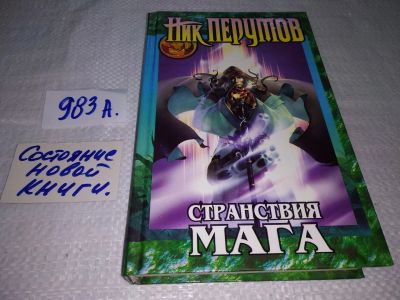 Ник ПЕРУМОВ
983 А.
Состояние
новой
книги.
СТРАНСТВИЯ
МАГА